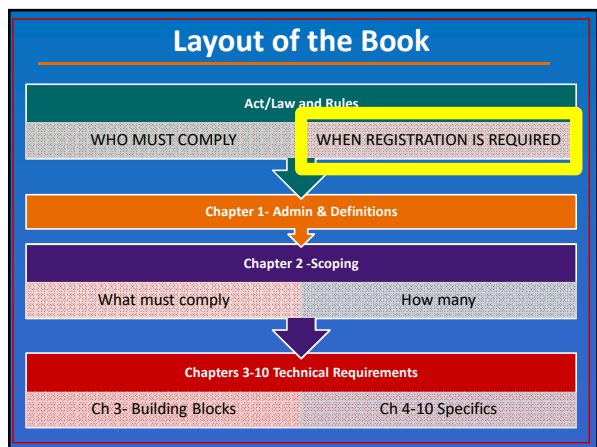 Layout of the Book
Act/Law and Rules
WHO MUST COMPLY
WHEN REGISTRATION IS REQUIRED
Chapter 1- Admin & Definitions
Chapter 2 -Scoping
What must comply
How many
Chapters 3-10 Technical Requirements
Ch 3- Building Blocks
Ch 4-10 Specifics